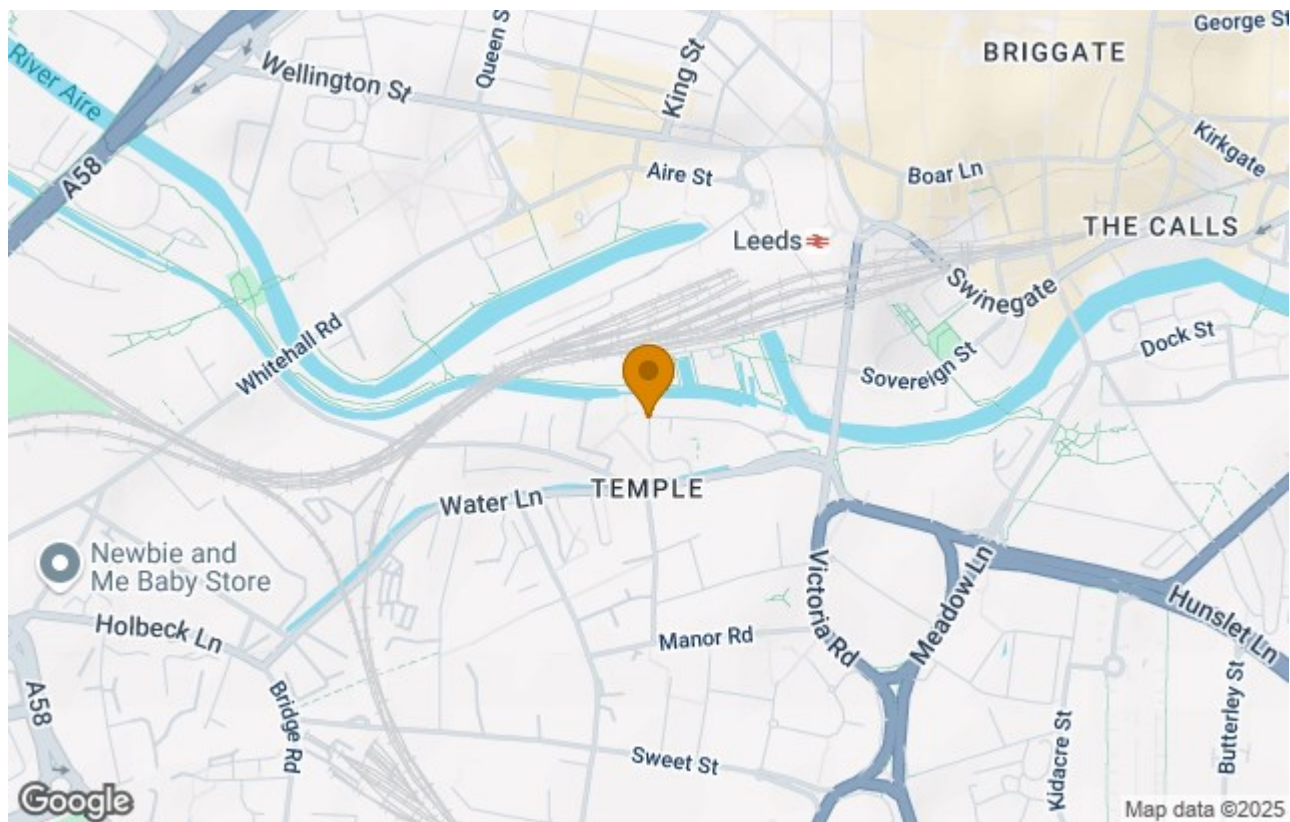 George St
BRIGGATE
Queen S
King St
River Aire
Wellington St
Kirkgate
Aire St
Boar Ln
A58
THE CALLS
Leeds
Swinegate
Dock St
Whitehall Rd
Sovereign St
TEMPLE
Water Ln
Newbie and
Me Baby Store
Victoria Rd
Meadow Ln
Hunslet Ln
Holbeck Ln
Manor Rd
A58
Bridge Rd
Sweet St
Kidacre St
Butterley St
Google
Map data ©2025